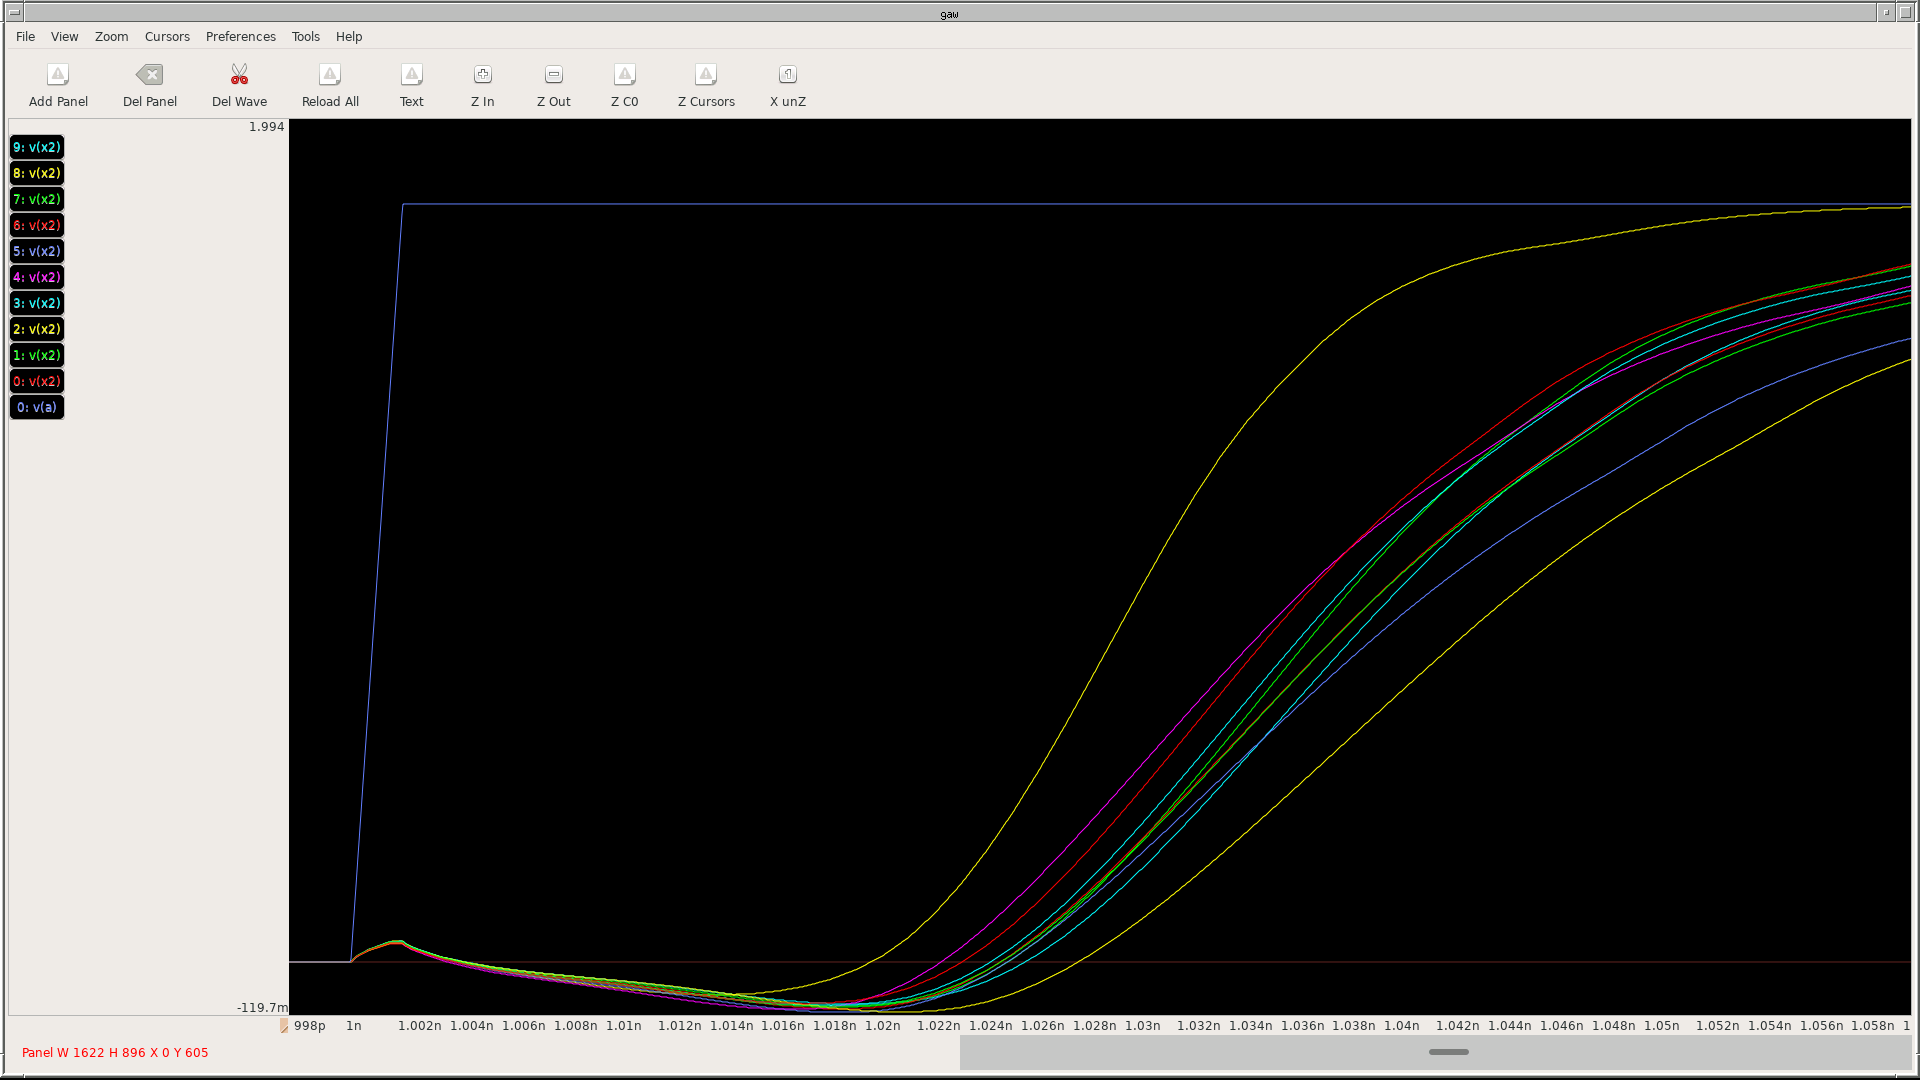 gaw
File View Zoom Cursors Preferences Tools Help
Add Panel Del Panel Del Wave Reload All Text Z In Z Out Z C0 Z Cursors X unZ
1.994
9: v(x2)
8: v(x2)
7: v(x2)
6: v(x2)
5: v(x2)
4: v(x2)
3: v(x2)
2: v(x2)
1: v(x2)
0: v(x2)
0: v(a)
-119.7m
998p 1n 1.002n 1.004n 1.006n 1.008n 1.01n 1.012n 1.014n 1.016n 1.018n 1.02n 1.022n 1.024n 1.026n 1.028n 1.03n 1.032n 1.034n 1.036n 1.038n 1.04n 1.042n 1.044n 1.046n 1.048n 1.05n 1.052n 1.054n 1.056n 1.058n 1
Panel W 1622 H 896 X 0 Y 605